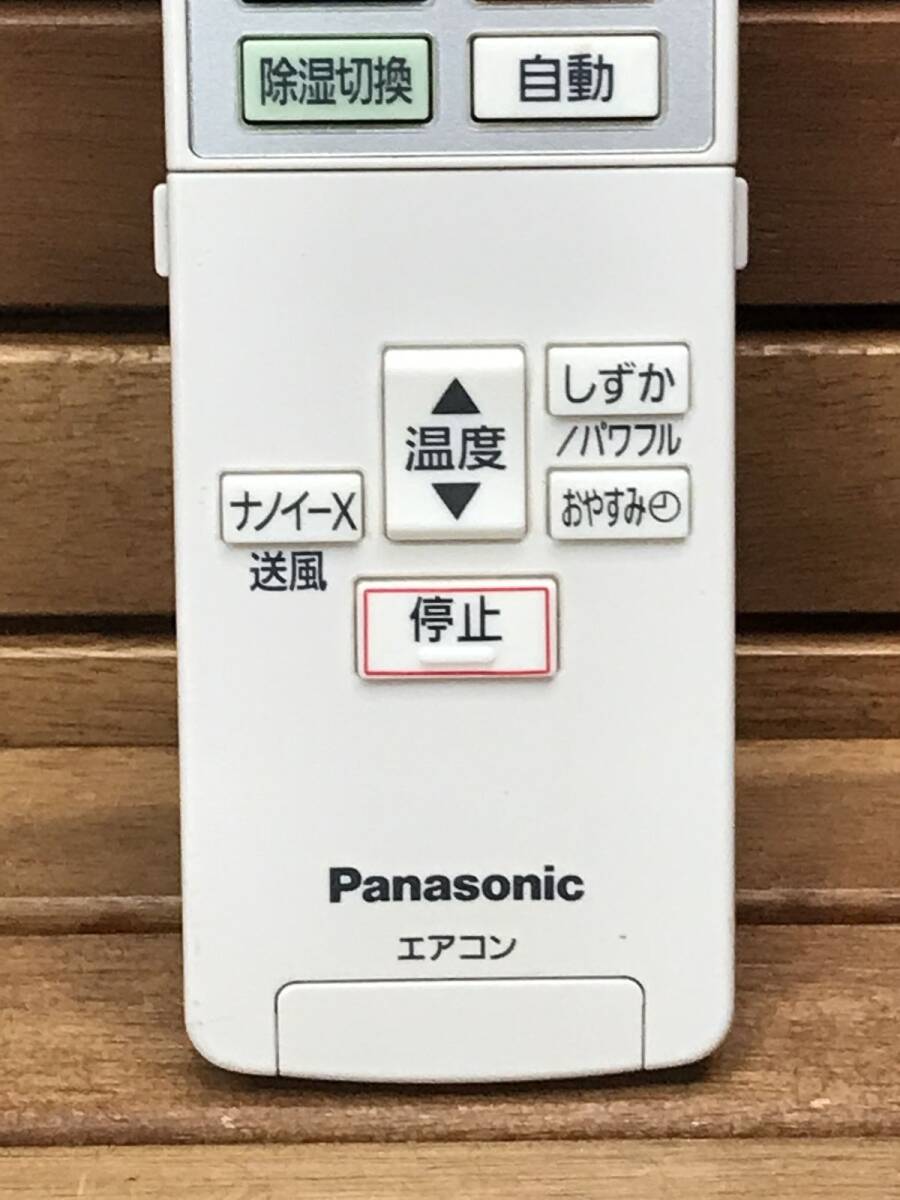 除湿切換
自動
▲
温度
▼
しずか
/パワフル
おやすみ
ナノイーX
送風
停止
Panasonic
エアコン